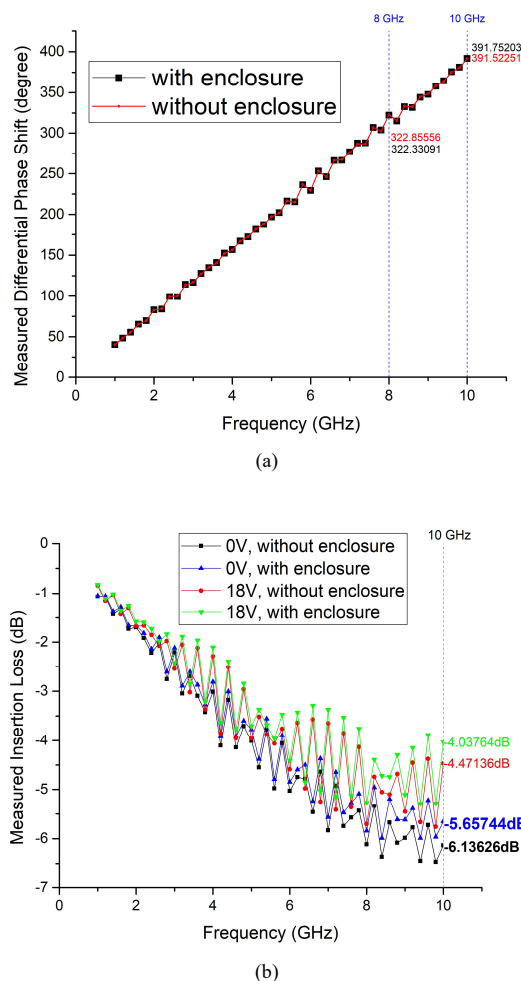 8 GHz
10 GHz
400
350
300
250
200
150
100
50
0
Measured Differential Phase Shift (degree)
with enclosure
without enclosure
391.75203
391.52251
322.85556
322.33091
0
2
4
6
8
10
Frequency (GHz)
(a)
10 GHz
0
-1
-2
-3
-4
-5
-6
-7
Measured Insertion Loss (dB)
0V, without enclosure
0V, with enclosure
18V, without enclosure
18V, with enclosure
-4.03764dB
-4.47136dB
-5.65744dB
-6.13626dB
0
2
4
6
8
10
Frequency (GHz)
(b)